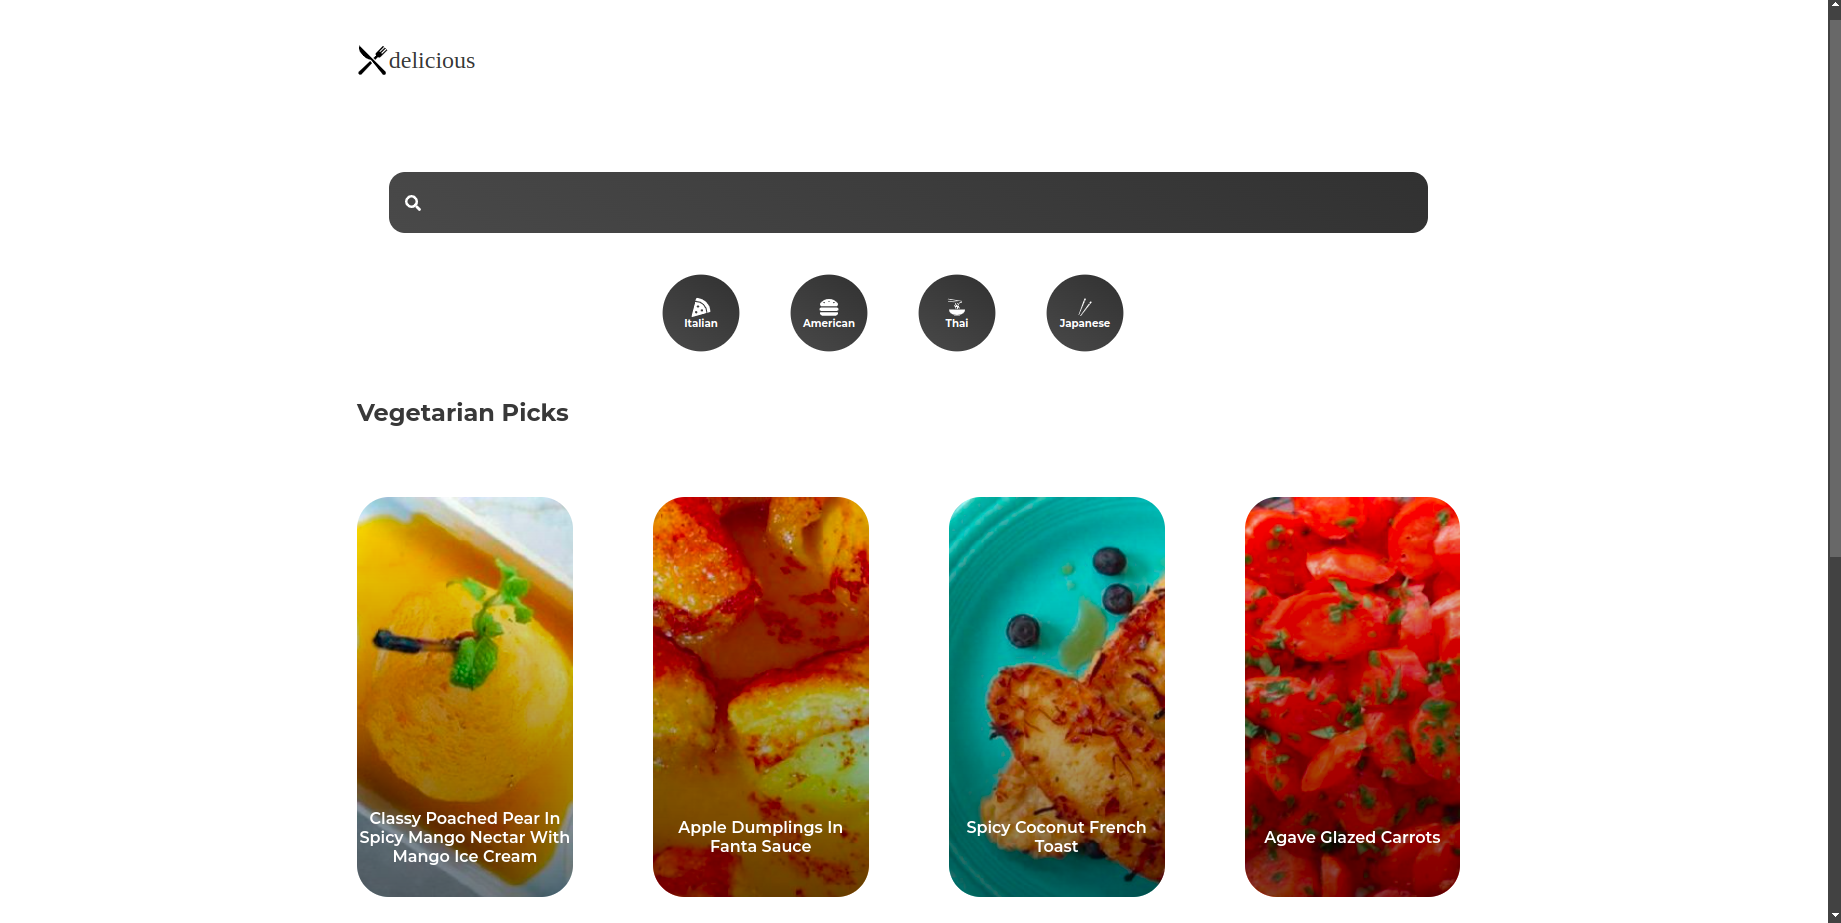 delicious
Italian
American
Thai
Japanese
Vegetarian Picks
Classy Poached Pear In
Spicy Mango Nectar With
Mango Ice Cream
Apple Dumplings In
Fanta Sauce
Spicy Coconut French
Toast
Agave Glazed Carrots